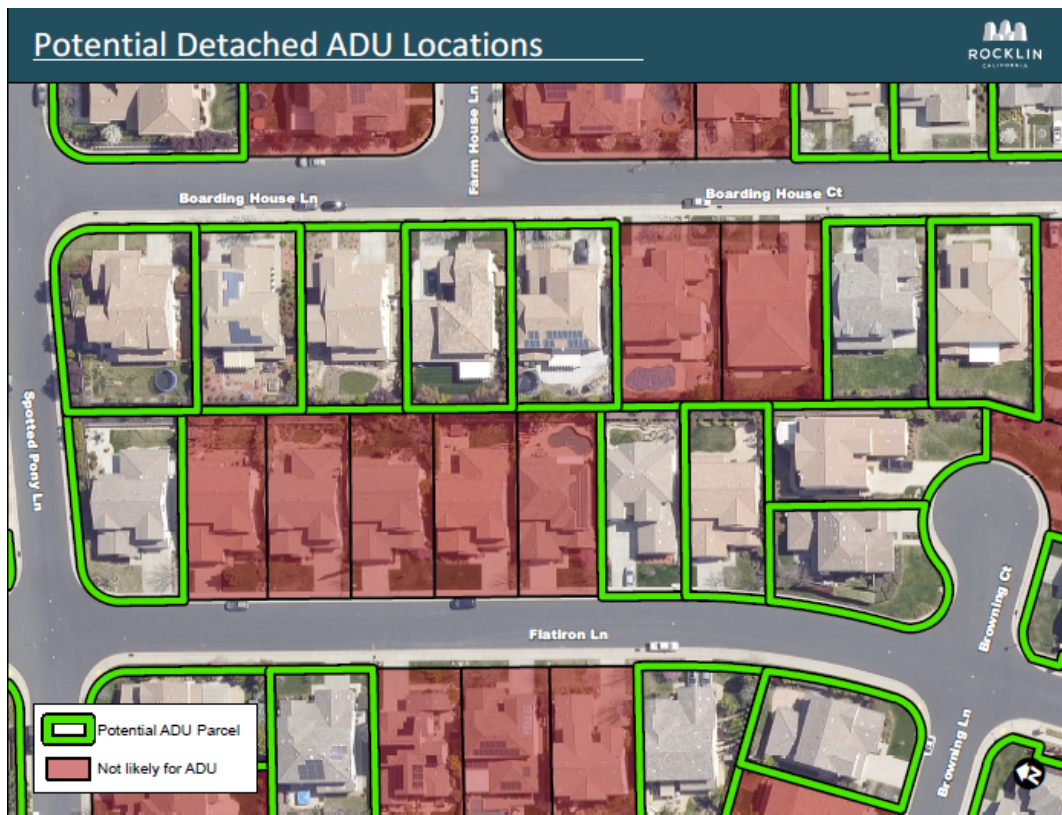 Potential Detached ADU Locations
ROCKLIN
CALIFORNIA
Farm House Ln
Boarding House Ln
Boarding House Ct
Spotted Pony Ln
Flatiron Ln
Browning Ct
Browning Ln
Potential ADU Parcel
Not likely for ADU
N